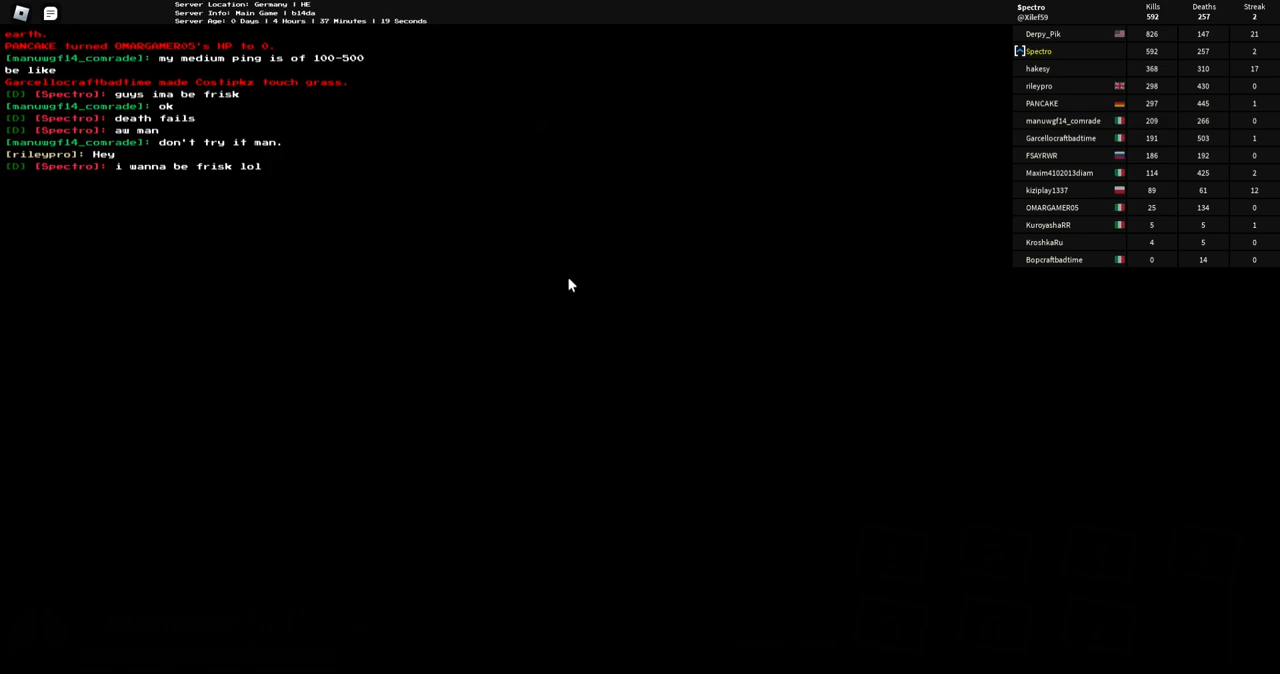 Server Location: Germany | HE
Server Info: Main Game | b14da
Server Age: 0 Days | 4 Hours | 37 Minutes | 19 Seconds
earth.
PANCAKE turned OMARGAMER05's HP to 0.
[manuwgf14_comrade]: my medium ping is of 100-500
be like
Garcellocraftbadtime made Costipkz touch grass.
[D] [Spectro]: guys ima be frisk
[manuwgf14_comrade]: ok
[D] [Spectro]: death fails
[D] [Spectro]: aw man
[manuwgf14_comrade]: don't try it man.
[rileypro]: Hey
[D] [Spectro]: i wanna be frisk lol
Spectro Kills Deaths Streak
@Xilef59 592 257 2
Derpy_Pik 826 147 21
Spectro 592 257 2
hakesy 368 310 17
rileypro 298 430 0
PANCAKE 297 445 1
manuwgf14_comrade 209 266 0
Garcellocraftbadtime 191 503 1
FSAYRWR 186 192 0
Maxim4102013diam 114 425 2
kiziplay1337 89 61 12
OMARGAMER05 25 134 0
KuroyashaRR 5 5 1
KroshkaRu 4 5 0
Bopcraftbadtime 0 14 0